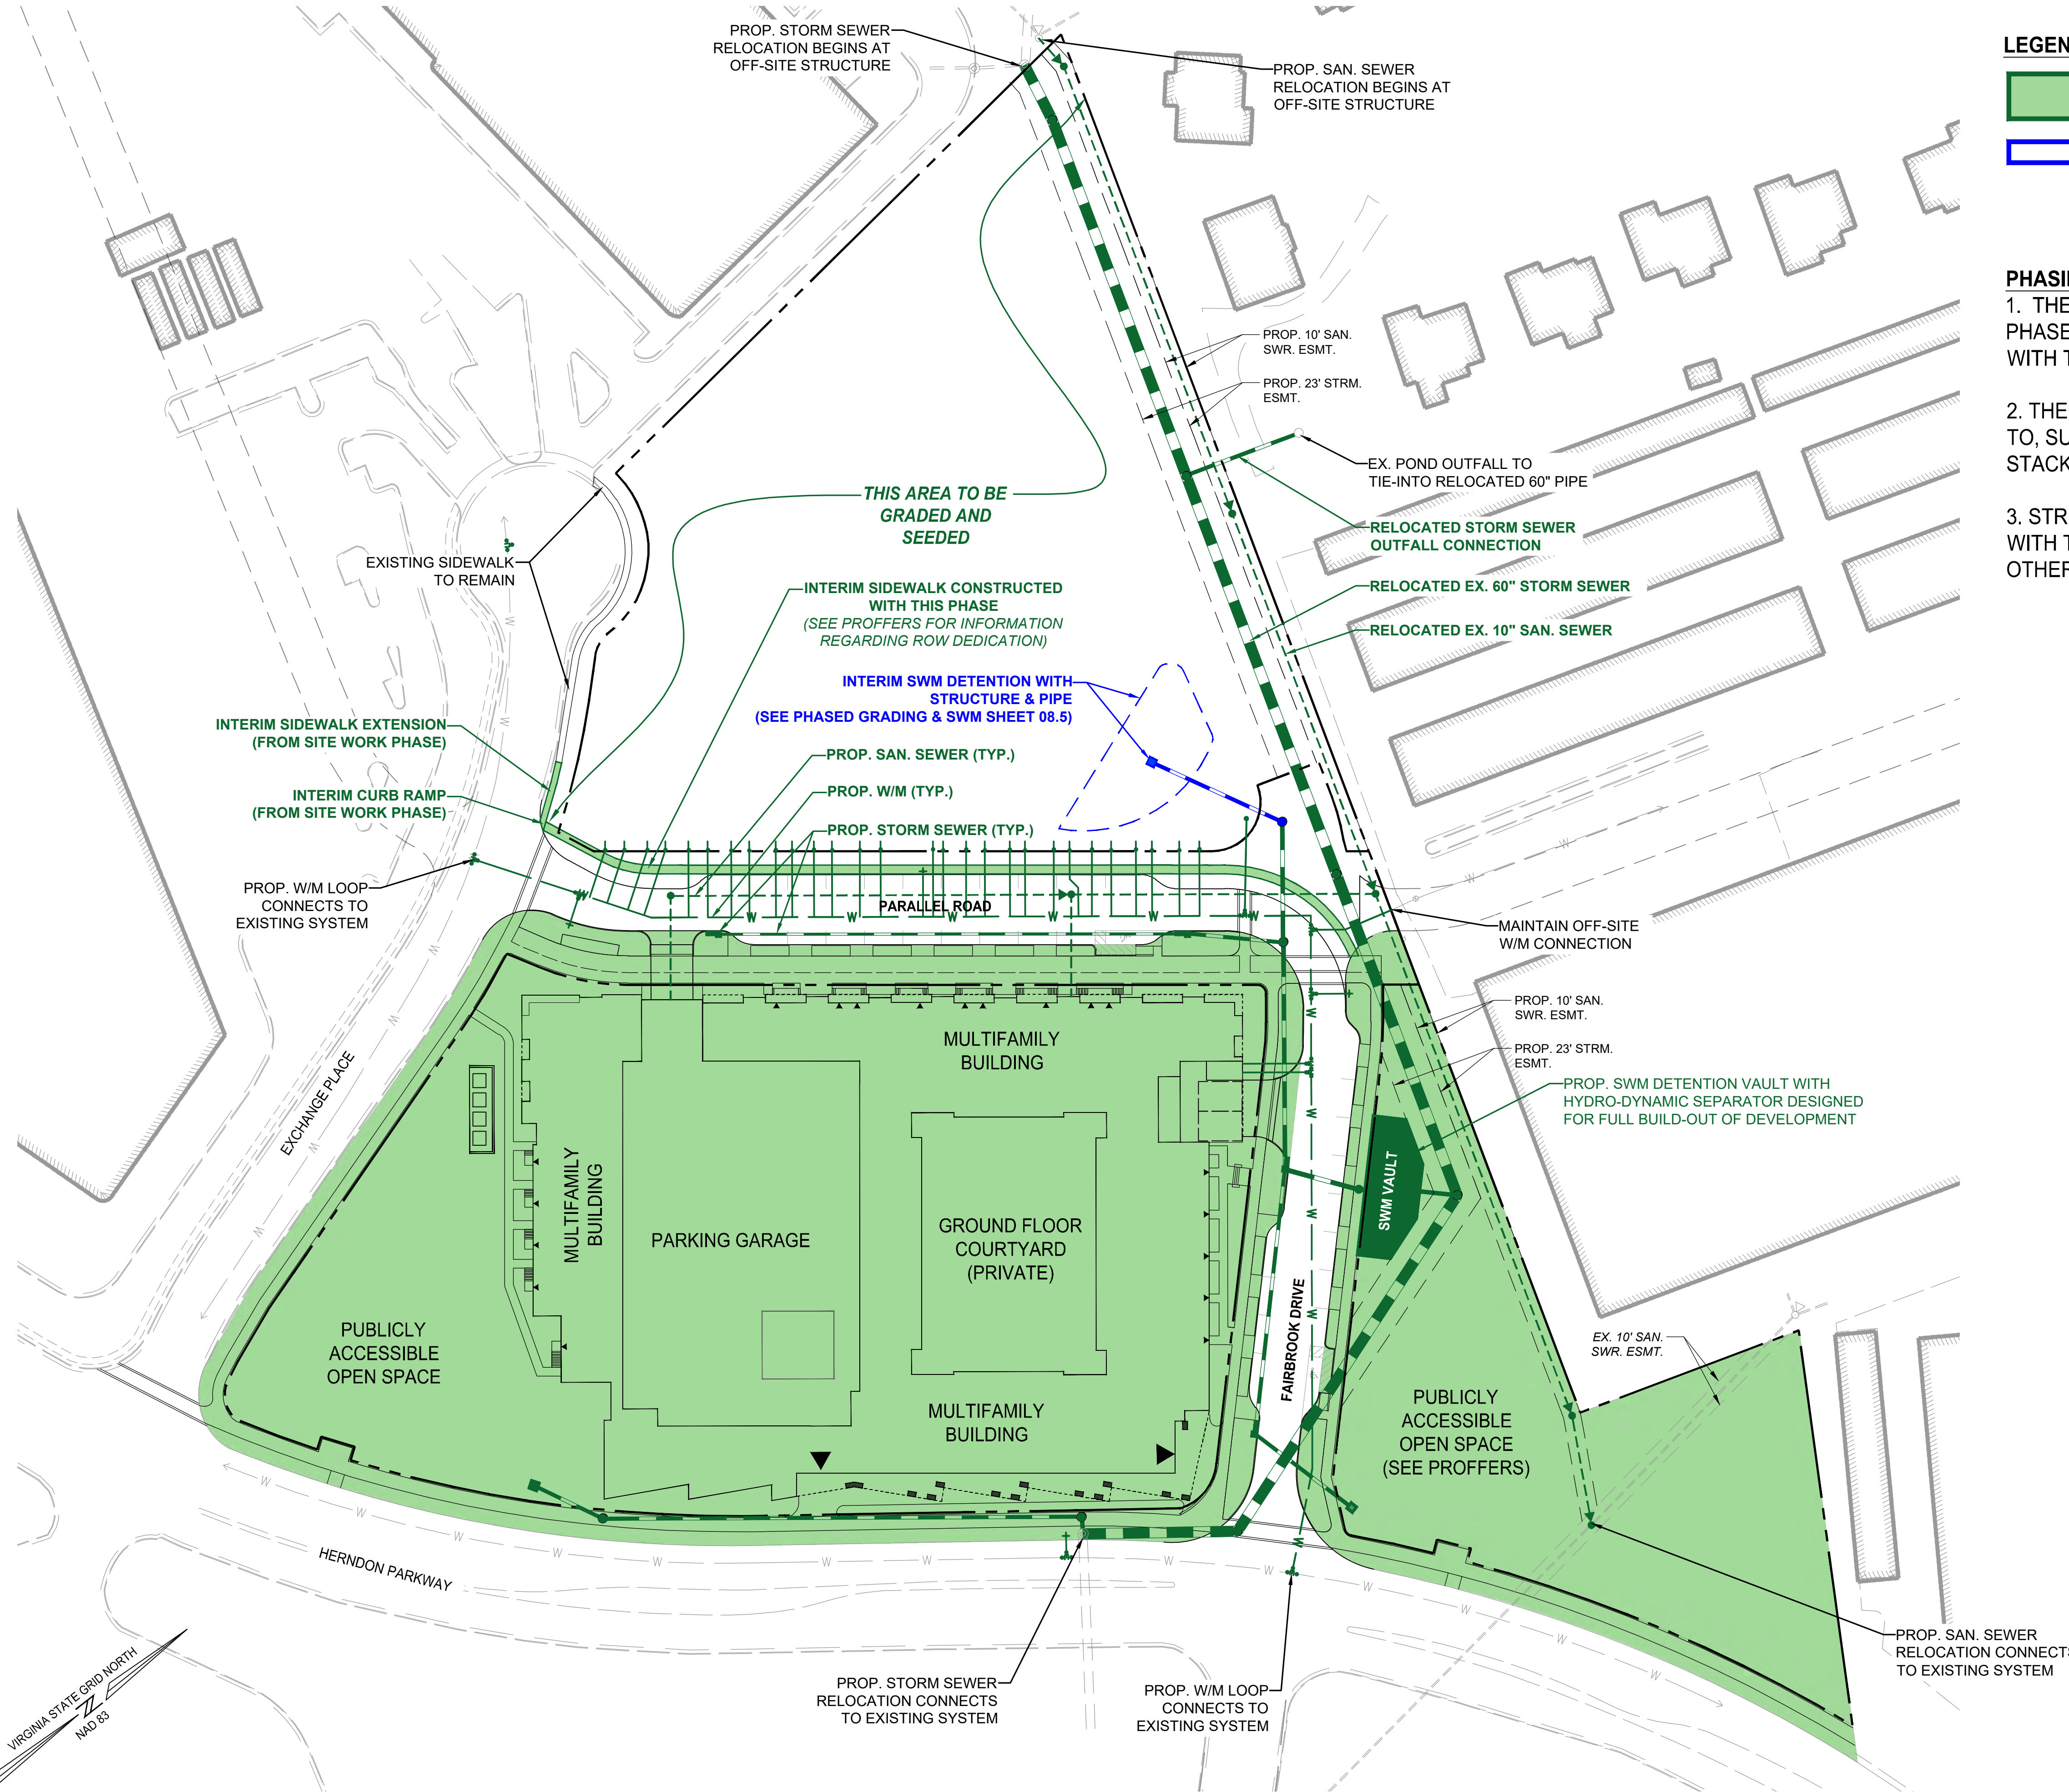 PROP. STORM SEWER
RELOCATION BEGINS AT
OFF-SITE STRUCTURE
PROP. SAN. SEWER
RELOCATION BEGINS AT
OFF-SITE STRUCTURE
LEGEN
PHASI
1. THE
PHASE
WITH T
2. THE
TO, SU
STACK
3. STR
WITH T
OTHER
PROP. 10' SAN.
SWR. ESMT.
PROP. 23' STRM.
ESMT.
EX. POND OUTFALL TO
TIE-INTO RELOCATED 60" PIPE
THIS AREA TO BE
GRADED AND
SEEDED
RELOCATED STORM SEWER
OUTFALL CONNECTION
EXISTING SIDEWALK
TO REMAIN
INTERIM SIDEWALK CONSTRUCTED
WITH THIS PHASE
(SEE PROFFERS FOR INFORMATION
REGARDING ROW DEDICATION)
RELOCATED EX. 60" STORM SEWER
RELOCATED EX. 10" SAN. SEWER
INTERIM SWM DETENTION WITH
STRUCTURE & PIPE
(SEE PHASED GRADING & SWM SHEET 08.5)
INTERIM SIDEWALK EXTENSION
(FROM SITE WORK PHASE)
PROP. SAN. SEWER (TYP.)
INTERIM CURB RAMP
(FROM SITE WORK PHASE)
PROP. W/M (TYP.)
PROP. STORM SEWER (TYP.)
PROP. W/M LOOP
CONNECTS TO
EXISTING SYSTEM
PARALLEL ROAD
MAINTAIN OFF-SITE
W/M CONNECTION
PROP. 10' SAN.
SWR. ESMT.
PROP. 23' STRM.
ESMT.
MULTIFAMILY
BUILDING
PROP. SWM DETENTION VAULT WITH
HYDRO-DYNAMIC SEPARATOR DESIGNED
FOR FULL BUILD-OUT OF DEVELOPMENT
EXCHANGE PLACE
MULTIFAMILY
BUILDING
PARKING GARAGE
GROUND FLOOR
COURTYARD
(PRIVATE)
SWM VAULT
FAIRBROOK DRIVE
PUBLICLY
ACCESSIBLE
OPEN SPACE
EX. 10' SAN.
SWR. ESMT.
MULTIFAMILY
BUILDING
PUBLICLY
ACCESSIBLE
OPEN SPACE
(SEE PROFFERS)
HERNDON PARKWAY
PROP. STORM SEWER
RELOCATION CONNECTS
TO EXISTING SYSTEM
PROP. W/M LOOP
CONNECTS TO
EXISTING SYSTEM
PROP. SAN. SEWER
RELOCATION CONNECTS
TO EXISTING SYSTEM
VIRGINIA STATE GRID NORTH
NAD 83